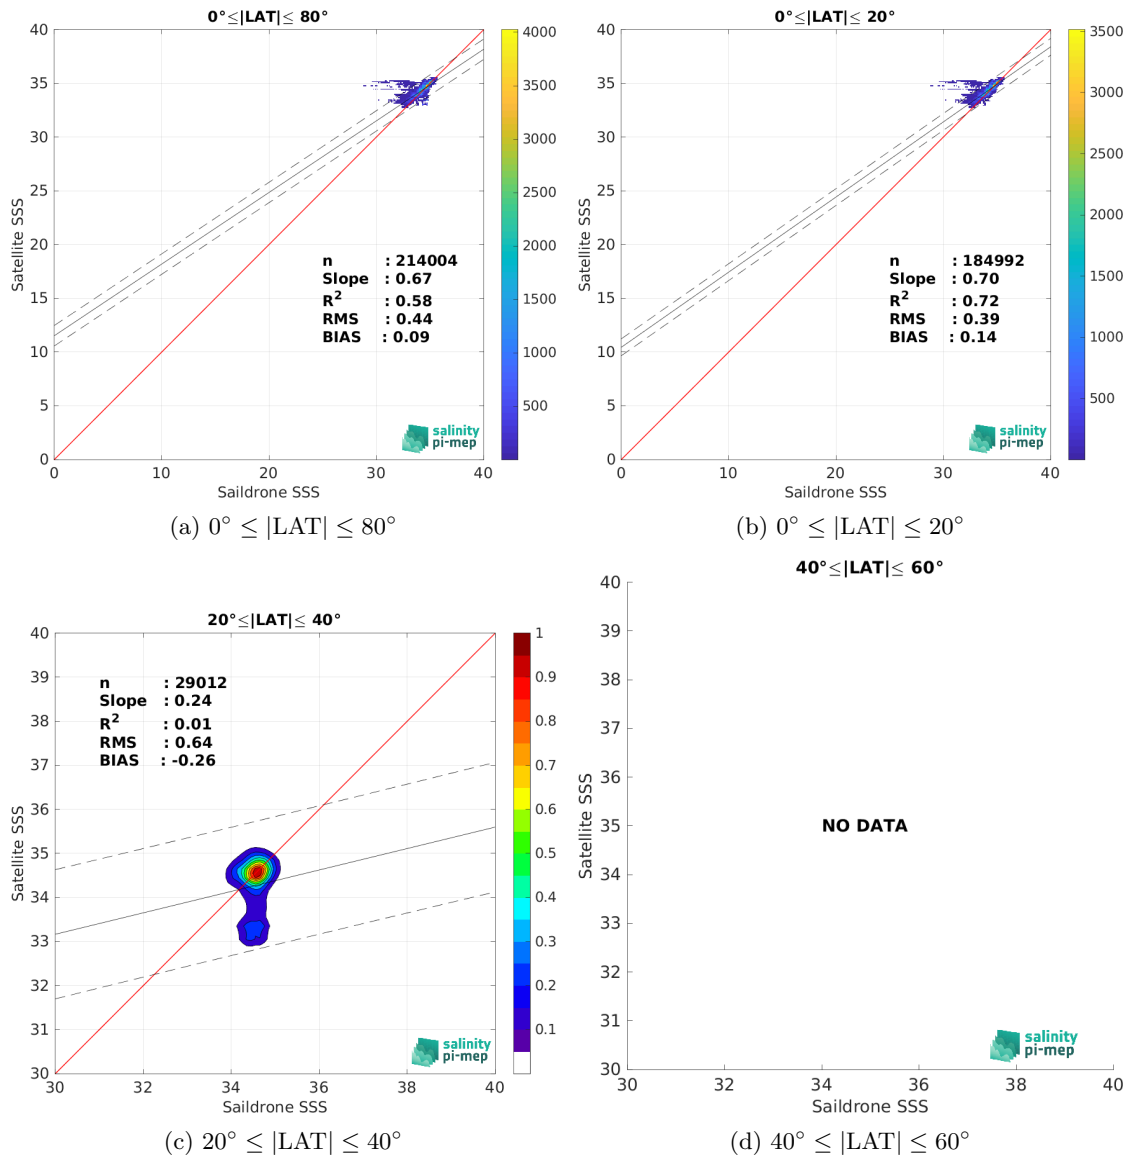 0°≤|LAT|≤ 80°
40
35
30
25
20
15
10
5
0
Satellite SSS
n : 214004
Slope : 0.67
R² : 0.58
RMS : 0.44
BIAS : 0.09
salinity
pi-mep
0 10 20 30 40
Saildrone SSS
4000
3500
3000
2500
2000
1500
1000
500
(a) 0° ≤ |LAT| ≤ 80°
0°≤|LAT|≤ 20°
40
35
30
25
20
15
10
5
0
Satellite SSS
n : 184992
Slope : 0.70
R² : 0.72
RMS : 0.39
BIAS : 0.14
salinity
pi-mep
0 10 20 30 40
Saildrone SSS
3500
3000
2500
2000
1500
1000
500
(b) 0° ≤ |LAT| ≤ 20°
20°≤|LAT|≤ 40°
40
39
38
37
36
35
34
33
32
31
30
Satellite SSS
n : 29012
Slope : 0.24
R² : 0.01
RMS : 0.64
BIAS : -0.26
salinity
pi-mep
30 32 34 36 38 40
Saildrone SSS
1
0.9
0.8
0.7
0.6
0.5
0.4
0.3
0.2
0.1
(c) 20° ≤ |LAT| ≤ 40°
40°≤|LAT|≤ 60°
40
39
38
37
36
35
34
33
32
31
30
Satellite SSS
NO DATA
salinity
pi-mep
30 32 34 36 38 40
Saildrone SSS
(d) 40° ≤ |LAT| ≤ 60°